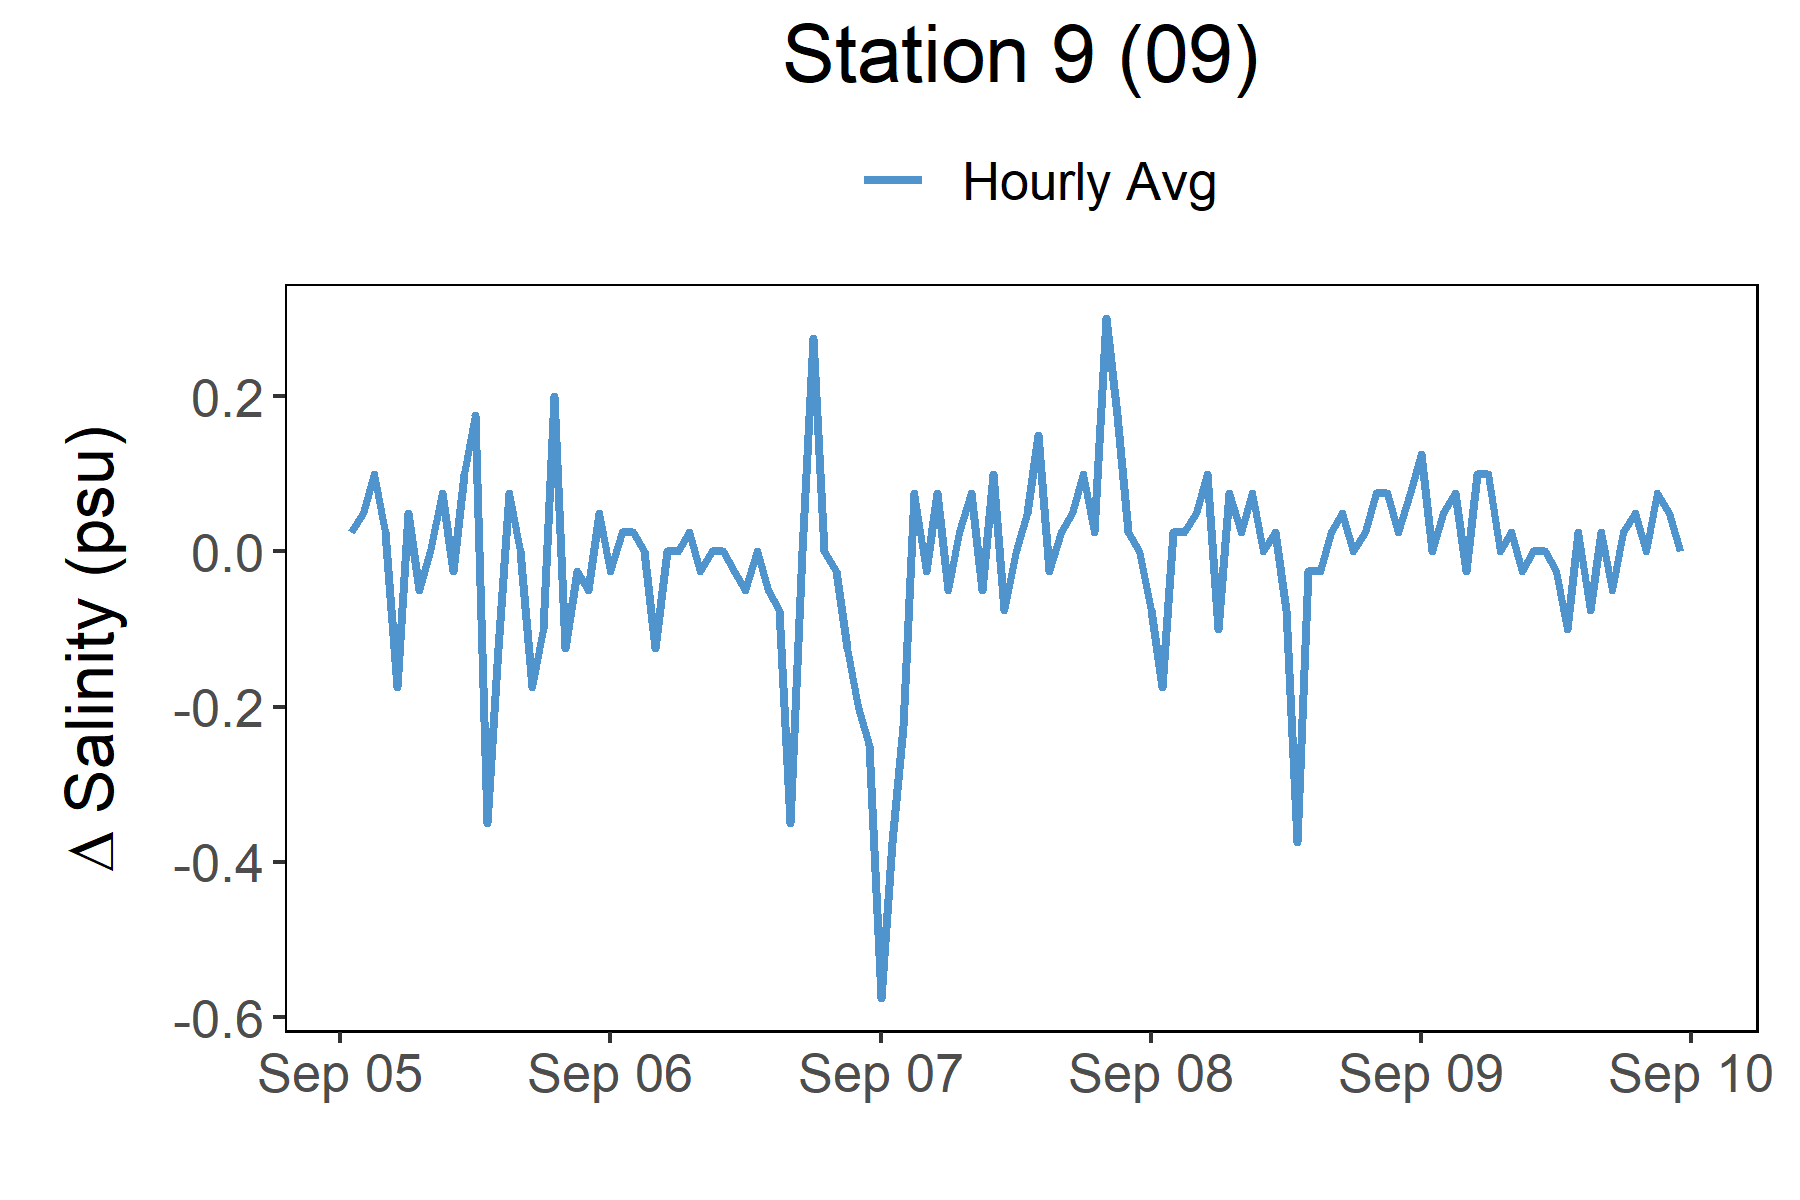 Station 9 (09)
Hourly Avg
Δ Salinity (psu)
0.2
0.0
-0.2
-0.4
-0.6
Sep 05 Sep 06 Sep 07 Sep 08 Sep 09 Sep 10